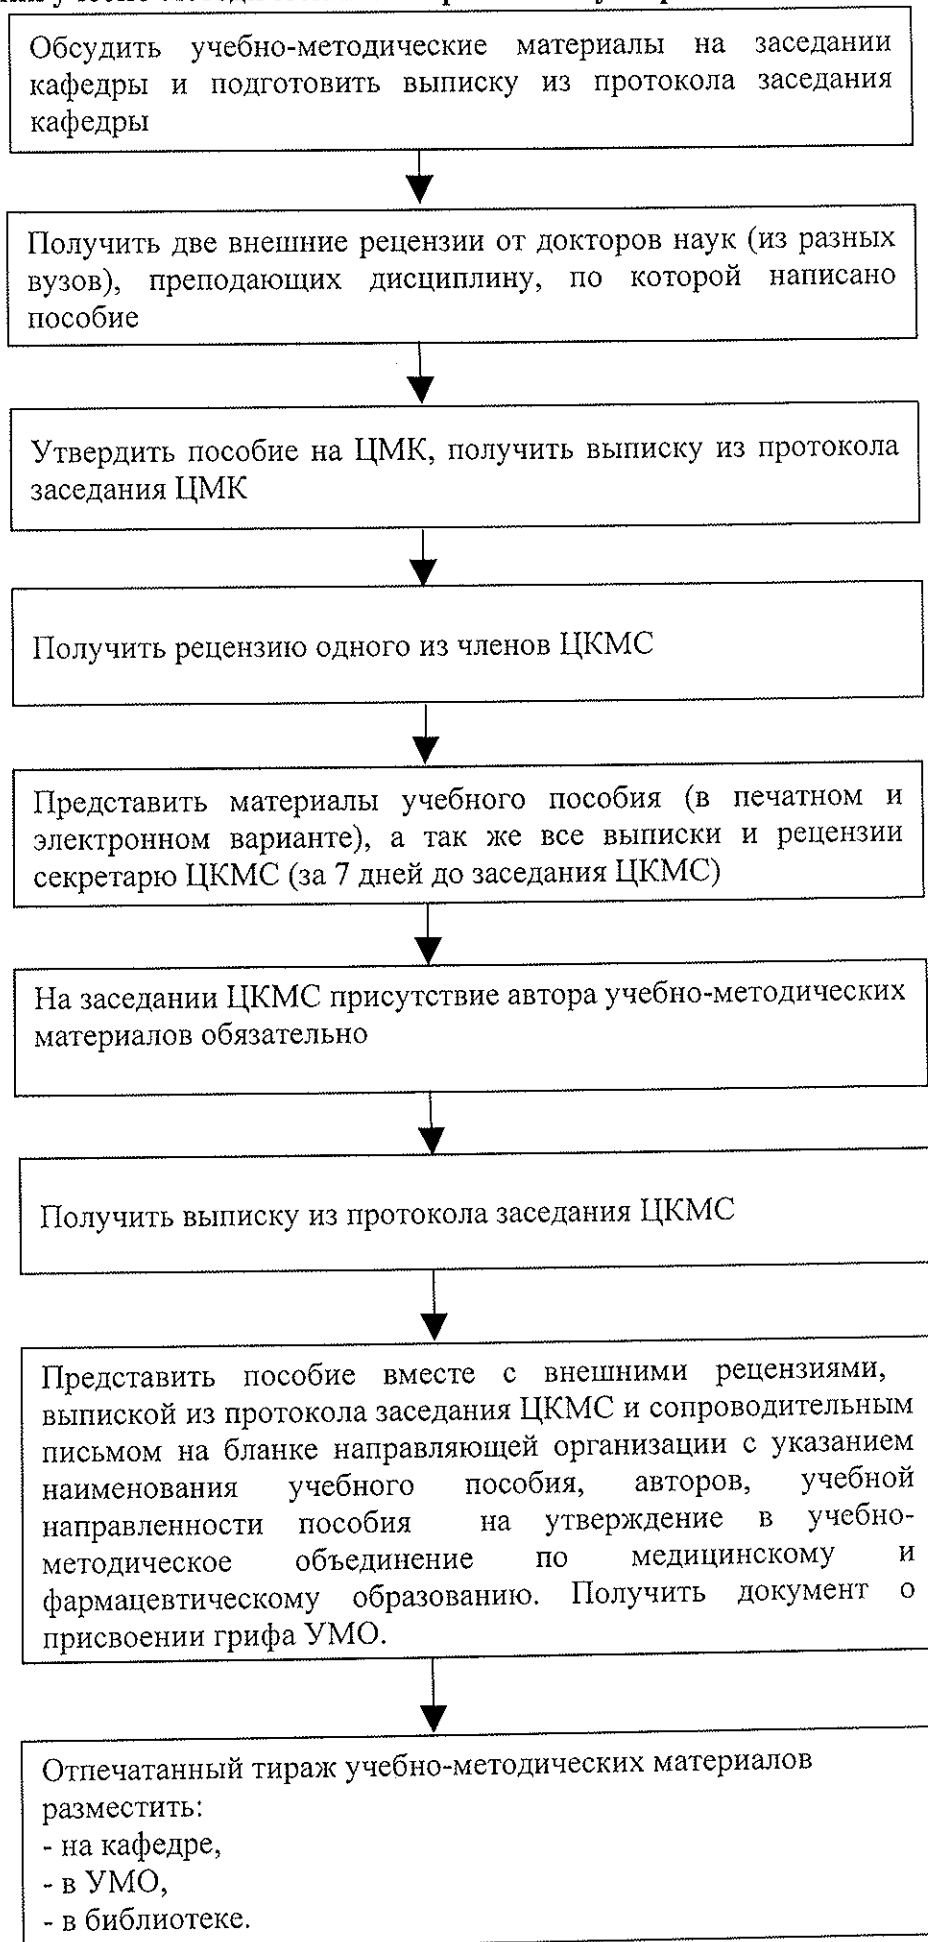 Обсудить учебно-методические материалы на заседании
кафедры и подготовить выписку из протокола заседания
кафедры
Получить две внешние рецензии от докторов наук (из разных
вузов), преподающих дисциплину, по которой написано
пособие
Утвердить пособие на ЦМК, получить выписку из протокола
заседания ЦМК
Получить рецензию одного из членов ЦКМС
Представить материалы учебного пособия (в печатном и
электронном варианте), а так же все выписки и рецензии
секретарю ЦКМС (за 7 дней до заседания ЦКМС)
На заседании ЦКМС присутствие автора учебно-методических
материалов обязательно
Получить выписку из протокола заседания ЦКМС
Представить пособие вместе с внешними рецензиями,
выпиской из протокола заседания ЦКМС и сопроводительным
письмом на бланке направляющей организации с указанием
наименования учебного пособия, авторов, учебной
направленности пособия на утверждение в учебно-
методическое объединение по медицинскому и
фармацевтическому образованию. Получить документ о
присвоении грифа УМО.
Отпечатанный тираж учебно-методических материалов
разместить:
- на кафедре,
- в УМО,
- в библиотеке.